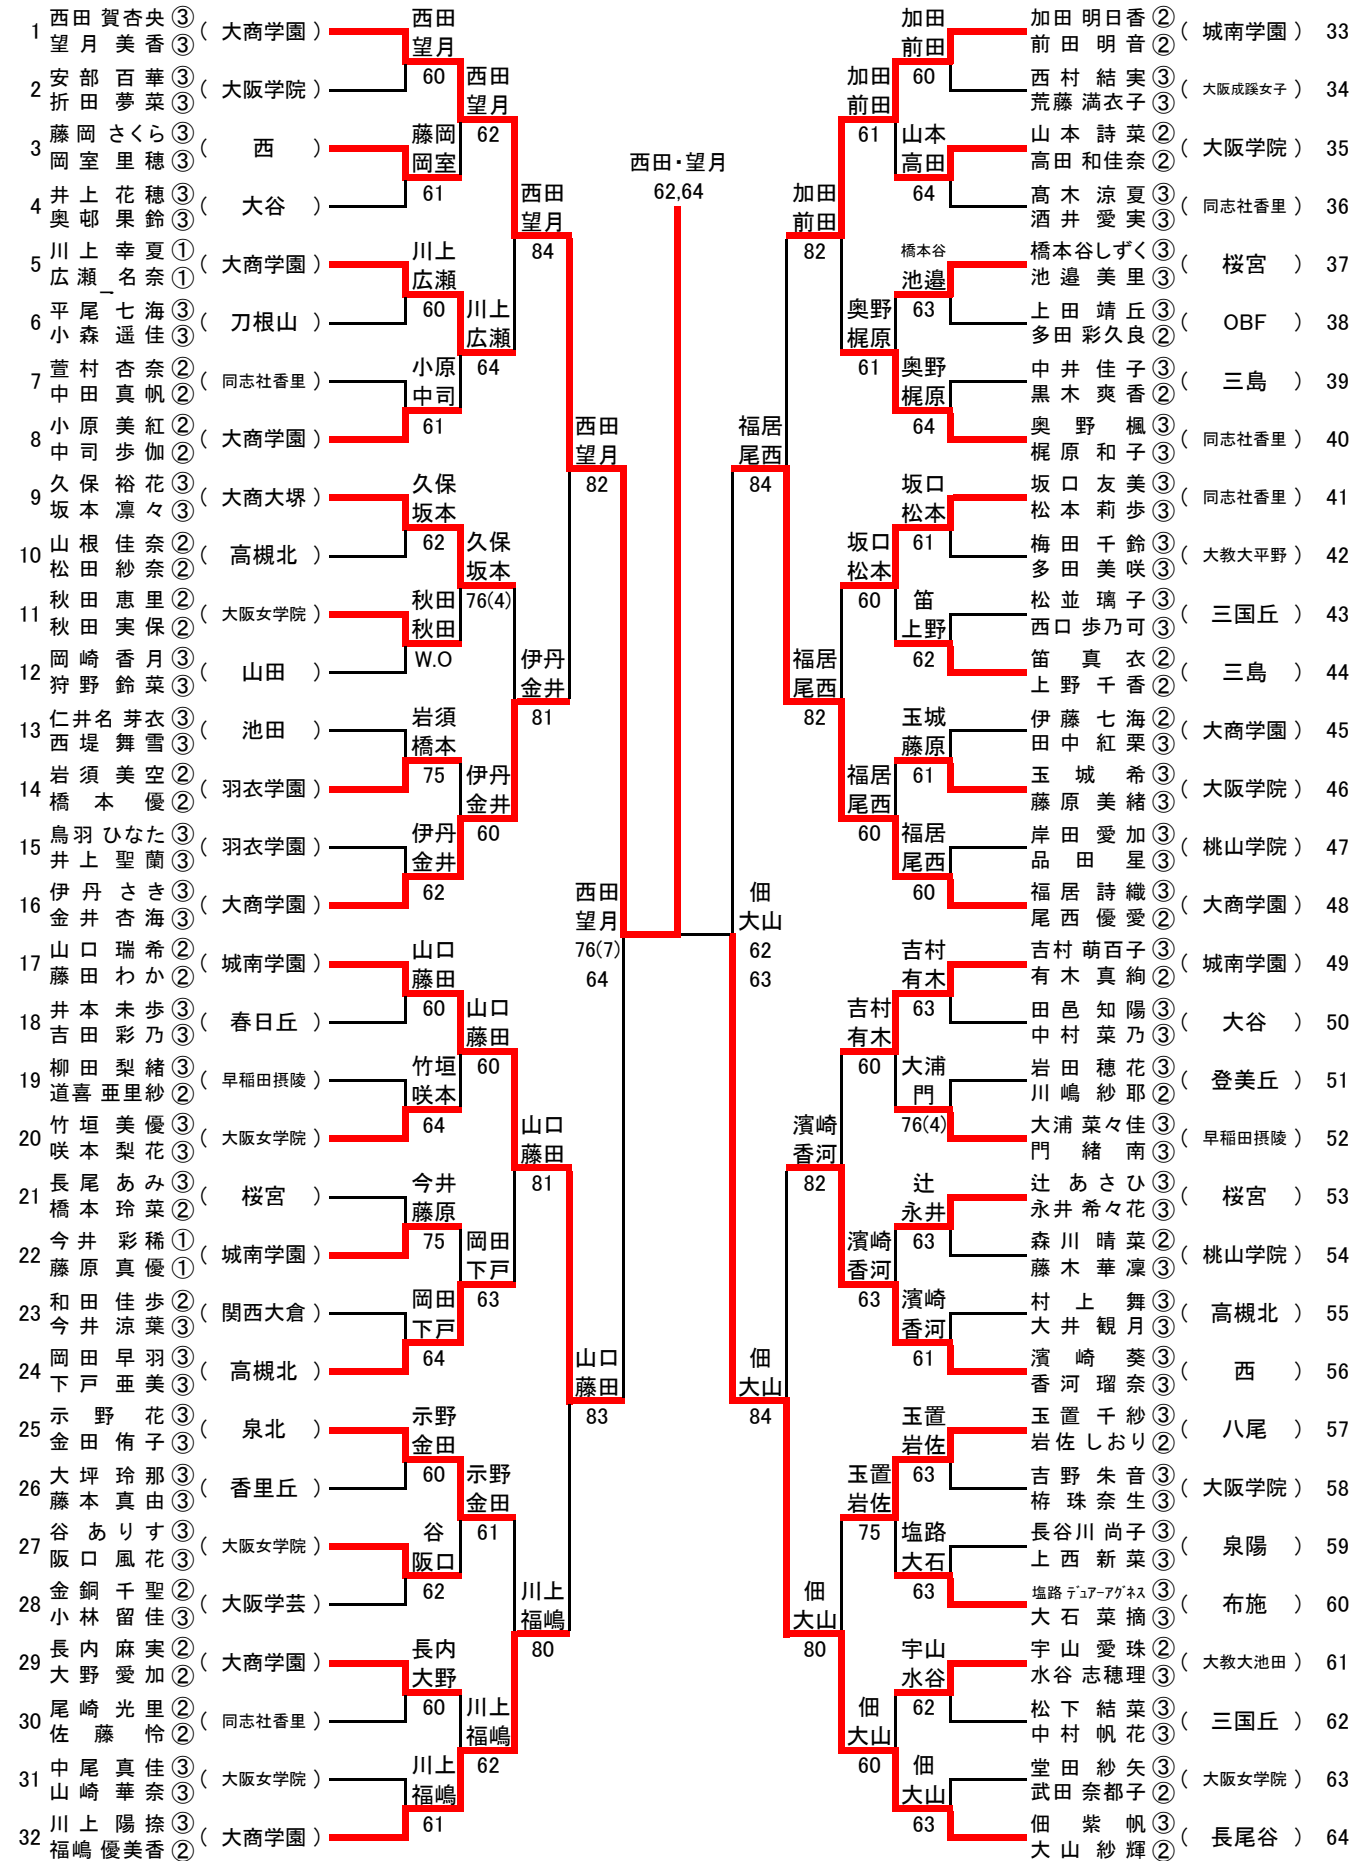 1 西田 賀杏央 ③ ( 大商学園 )
望月 美香 ③
2 安部 百華 ③ ( 大阪学院 )
折田 夢菜 ③
3 藤岡 さくら ③ ( 西 )
岡室 里穂 ③
4 井上 花穂 ③ ( 大谷 )
奥邨 果鈴 ③
5 川上 幸夏 ① ( 大商学園 )
広瀬 名奈 ①
6 平尾 七海 ③ ( 刀根山 )
小森 遥佳 ③
7 萱村 杏奈 ② ( 同志社香里 )
中田 真帆 ②
8 小原 美紅 ② ( 大商学園 )
中司 歩伽 ②
9 久保 裕花 ③ ( 大商大堺 )
坂本 凛々 ③
10 山根 佳奈 ② ( 高槻北 )
松田 紗奈 ②
11 秋田 恵里 ② ( 大阪女学院 )
秋田 実保 ②
12 岡崎 香月 ③ ( 山田 )
狩野 鈴菜 ③
13 仁井名 芽衣 ③ ( 池田 )
西堤 舞雪 ③
14 岩須 美空 ② ( 羽衣学園 )
橋本 優 ②
15 鳥羽 ひなた ③ ( 羽衣学園 )
井上 聖蘭 ③
16 伊丹 さき ③ ( 大商学園 )
金井 杏海 ③
17 山口 瑞希 ② ( 城南学園 )
藤田 わか ②
18 井本 未歩 ③ ( 春日丘 )
吉田 彩乃 ③
19 柳田 梨緒 ③ ( 早稲田摂陵 )
道喜 亜里紗 ②
20 竹垣 美優 ③ ( 大阪女学院 )
咲本 梨花 ③
21 長尾 あみ ③ ( 桜宮 )
橋本 玲菜 ②
22 今井 彩稀 ① ( 城南学園 )
藤原 真優 ①
23 和田 佳歩 ② ( 関西大倉 )
今井 涼葉 ③
24 岡田 早羽 ③ ( 高槻北 )
下戸 亜美 ③
25 示野 花 ③ ( 泉北 )
金田 侑子 ③
26 大坪 玲那 ③ ( 香里丘 )
藤本 真由 ③
27 谷 ありす ③ ( 大阪女学院 )
阪口 風花 ③
28 金銅 千聖 ② ( 大阪学芸 )
小林 留佳 ③
29 長内 麻実 ② ( 大商学園 )
大野 愛加 ②
30 尾崎 光里 ② ( 同志社香里 )
佐藤 怜 ②
31 中尾 真佳 ③ ( 大阪女学院 )
山崎 華奈 ③
32 川上 陽捺 ③ ( 大商学園 )
福嶋 優美香 ②
西田
望月
60
藤岡
岡室
61
川上
広瀬
60
小原
中司
61
久保
坂本
62
秋田
秋田
W.O
岩須
橋本
75
伊丹
金井
62
山口
藤田
60
竹垣
咲本
64
今井
藤原
75
岡田
下戸
64
示野
金田
60
谷
阪口
62
長内
大野
60
川上
福嶋
61
西田
望月
62
川上
広瀬
64
久保
坂本
76(4)
伊丹
金井
60
山口
藤田
60
岡田
下戸
63
示野
金田
61
川上
福嶋
62
西田
望月
84
伊丹
金井
81
山口
藤田
81
川上
福嶋
80
西田
望月
82
山口
藤田
83
西田
望月
76(7)
64
西田・望月
62,64
佃
大山
62
63
福居
尾西
84
佃
大山
84
加田
前田
82
福居
尾西
82
濱崎
香河
82
佃
大山
80
加田
前田
61
奥野
梶原
61
坂口
松本
60
福居
尾西
60
吉村
有木
60
濱崎
香河
63
玉置
岩佐
75
佃
大山
60
加田
前田
60
山本
高田
64
橋本谷
池邉
63
奥野
梶原
64
坂口
松本
61
笛
上野
62
玉城
藤原
61
福居
尾西
60
吉村
有木
63
大浦
門
76(4)
辻
永井
63
濱崎
香河
61
玉置
岩佐
63
塩路
大石
63
宇山
水谷
62
佃
大山
63
加田 明日香 ② ( 城南学園 ) 33
前田 明音 ②
西村 結実 ③ ( 大阪成蹊女子 ) 34
荒藤 満衣子 ③
山本 詩菜 ② ( 大阪学院 ) 35
高田 和佳奈 ②
髙木 涼夏 ③ ( 同志社香里 ) 36
酒井 愛実 ③
橋本谷しずく ③ ( 桜宮 ) 37
池邉 美里 ③
上田 靖丘 ③ ( OBF ) 38
多田 彩久良 ②
中井 佳子 ③ ( 三島 ) 39
黒木 爽香 ②
奥野 楓 ③ ( 同志社香里 ) 40
梶原 和子 ③
坂口 友美 ③ ( 同志社香里 ) 41
松本 莉歩 ③
梅田 千鈴 ③ ( 大教大平野 ) 42
多田 美咲 ③
松並 璃子 ③ ( 三国丘 ) 43
西口 歩乃可 ③
笛 真衣 ② ( 三島 ) 44
上野 千香 ②
伊藤 七海 ② ( 大商学園 ) 45
田中 紅栗 ③
玉城 希 ③ ( 大阪学院 ) 46
藤原 美緒 ③
岸田 愛加 ③ ( 桃山学院 ) 47
品田 星 ③
福居 詩織 ③ ( 大商学園 ) 48
尾西 優愛 ②
吉村 萌百子 ③ ( 城南学園 ) 49
有木 真絢 ②
田邑 知陽 ③ ( 大谷 ) 50
中村 菜乃 ③
岩田 穂花 ③ ( 登美丘 ) 51
川嶋 紗耶 ②
大浦 菜々佳 ③ ( 早稲田摂陵 ) 52
門 緒南 ③
辻 あさひ ③ ( 桜宮 ) 53
永井 希々花 ③
森川 晴菜 ② ( 桃山学院 ) 54
藤木 華凜 ③
村上 舞 ③ ( 高槻北 ) 55
大井 観月 ③
濱崎 葵 ③ ( 西 ) 56
香河 瑠奈 ③
玉置 千紗 ③ ( 八尾 ) 57
岩佐 しおり ②
吉野 朱音 ③ ( 大阪学院 ) 58
栫 珠奈生 ③
長谷川 尚子 ③ ( 泉陽 ) 59
上西 新菜 ③
塩路 デュアーアグネス ③ ( 布施 ) 60
大石 菜摘 ③
宇山 愛珠 ② ( 大教大池田 ) 61
水谷 志穂理 ③
松下 結菜 ③ ( 三国丘 ) 62
中村 帆花 ③
堂田 紗矢 ③ ( 大阪女学院 ) 63
武田 奈都子 ②
佃 紫帆 ③ ( 長尾谷 ) 64
大山 紗輝 ②